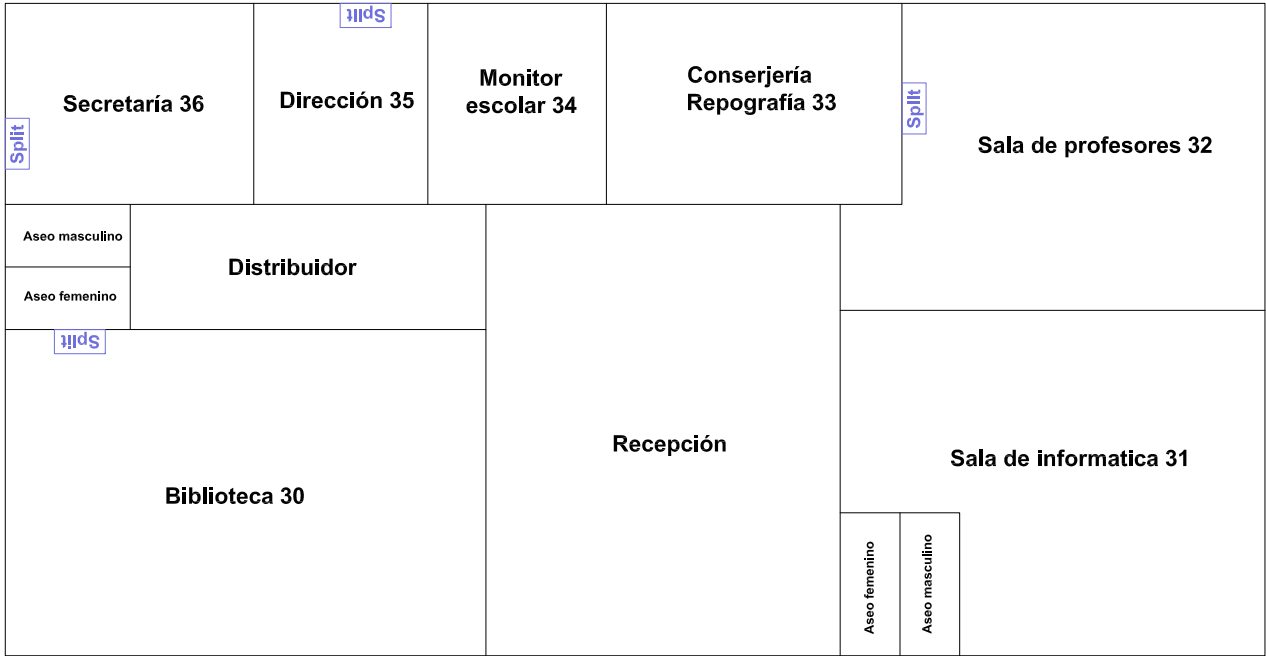 Split
Secretaría 36
Dirección 35
Monitor
escolar 34
Conserjería
Repografía 33
Split
Split
Sala de profesores 32
Aseo masculino
Distribuidor
Aseo femenino
Split
Biblioteca 30
Recepción
Sala de informatica 31
Aseo femenino
Aseo masculino